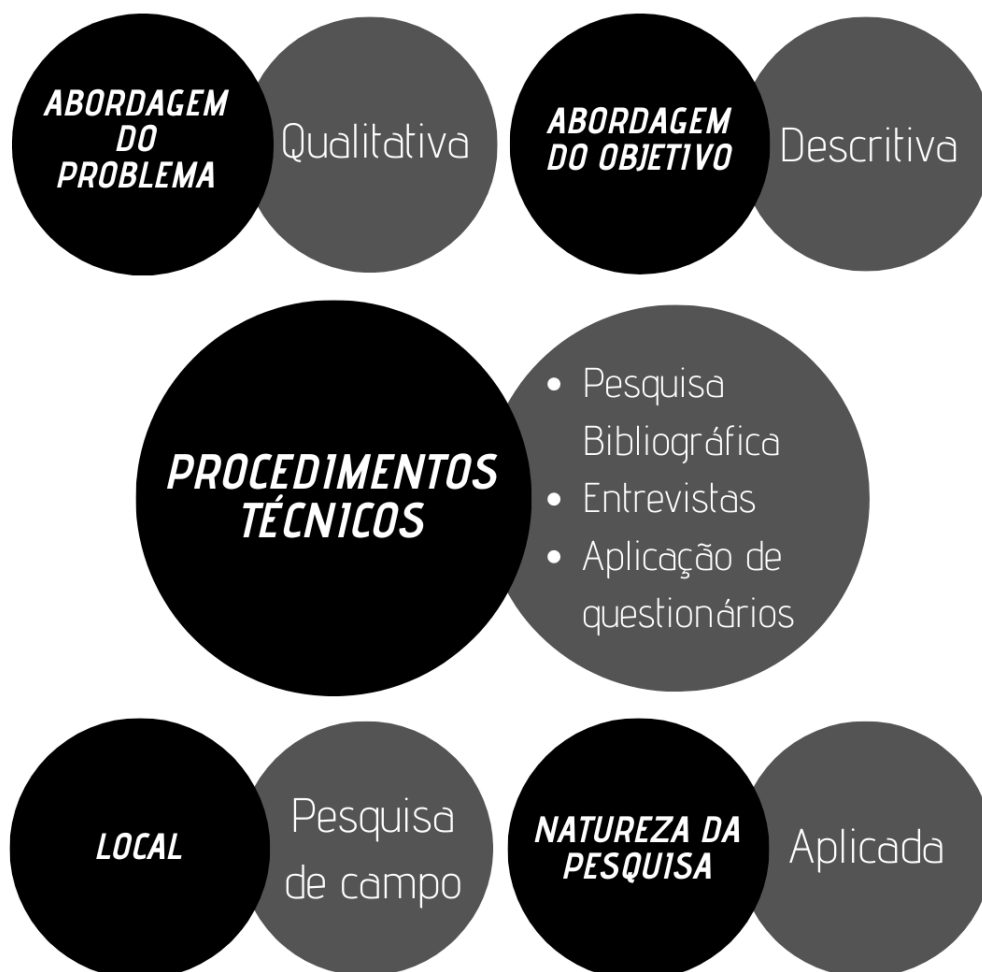 ABORDAGEM
DO
PROBLEMA
Qualitativa
ABORDAGEM
DO OBJETIVO
Descritiva
PROCEDIMENTOS
TÉCNICOS
• Pesquisa
Bibliográfica
• Entrevistas
• Aplicação de
questionários
LOCAL
Pesquisa
de campo
NATUREZA DA
PESQUISA
Aplicada